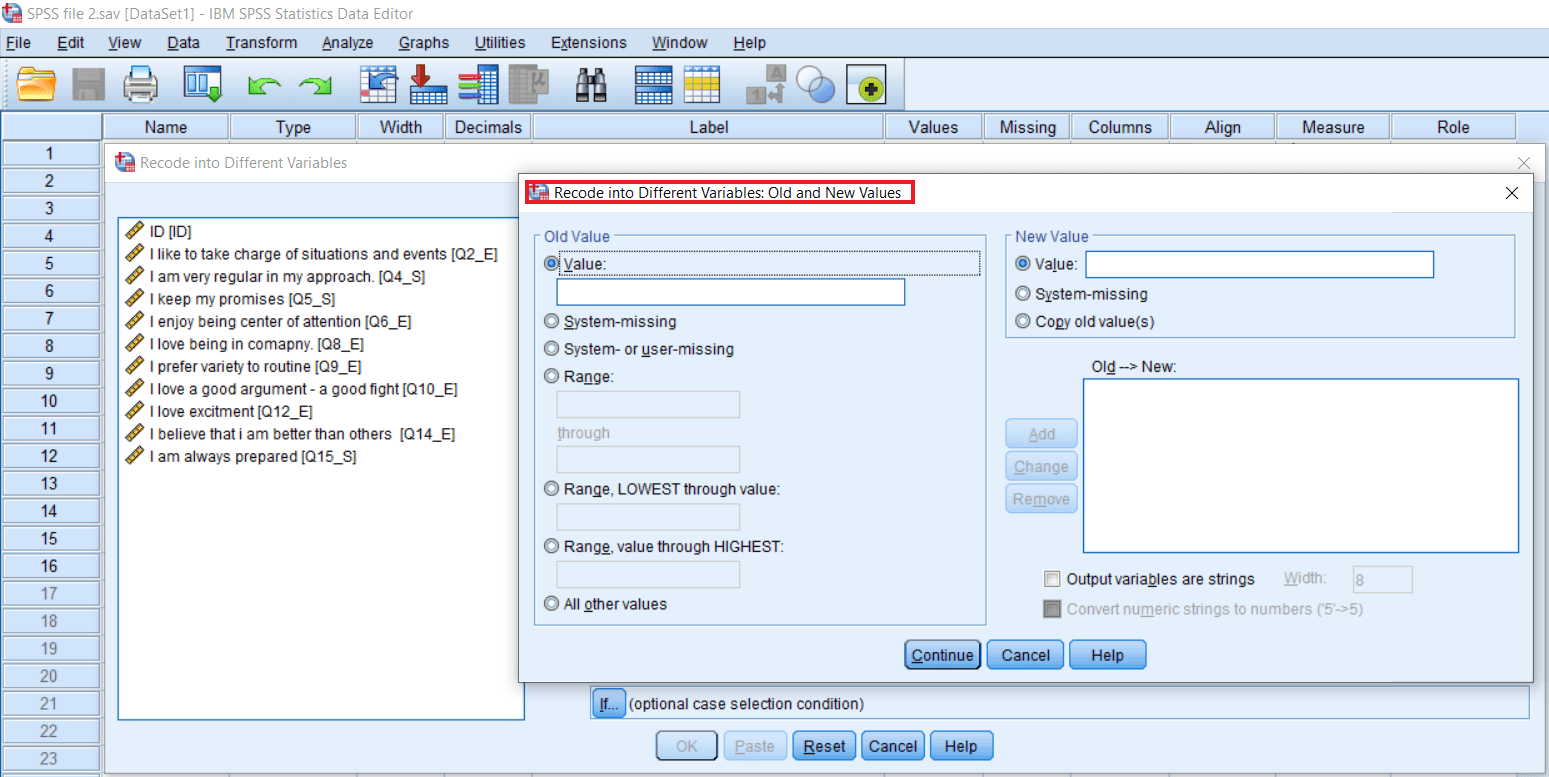 SPSS file 2.sav [DataSet1] - IBM SPSS Statistics Data Editor
File Edit View Data Transform Analyze Graphs Utilities Extensions Window Help
Name Type Width Decimals Label Values Missing Columns Align Measure Role
1
2
3
4
5
6
7
8
9
10
11
12
13
14
15
16
17
18
19
20
21
22
23
Recode into Different Variables
ID [ID]
I like to take charge of situations and events [Q2_E]
I am very regular in my approach. [Q4_S]
I keep my promises [Q5_S]
I enjoy being center of attention [Q6_E]
I love being in comapny. [Q8_E]
I prefer variety to routine [Q9_E]
I love a good argument - a good fight [Q10_E]
I love excitment [Q12_E]
I believe that i am better than others [Q14_E]
I am always prepared [Q15_S]
Recode into Different Variables: Old and New Values
Old Value
Value:
System-missing
System- or user-missing
Range:
through
Range, LOWEST through value:
Range, value through HIGHEST:
All other values
New Value
Value:
System-missing
Copy old value(s)
Old --> New:
Add
Change
Remove
Output variables are strings Width: 8
Convert numeric strings to numbers ('5'->5)
Continue Cancel Help
If... (optional case selection condition)
OK Paste Reset Cancel Help